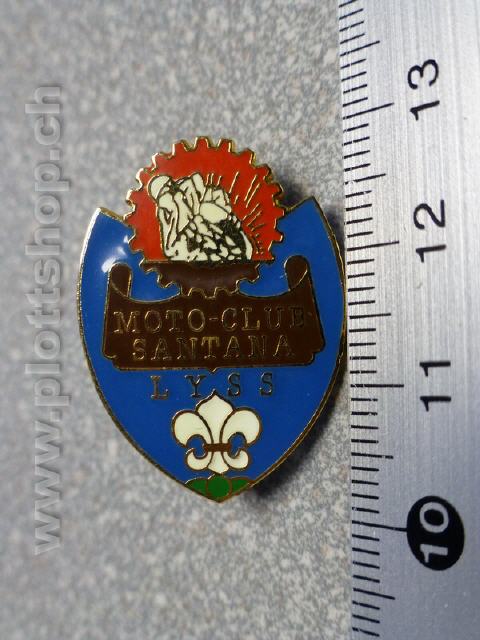 MOTO-CLUB
SANTANA
LYSS
13
12
11
10
www.plottshop.ch